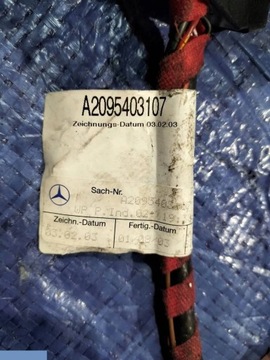 A2095403107
Zeichnungs-Datum 03.02.03
Sach-Nr.
Zeichn.-Datum
Fertig.-Datum
03.02.03